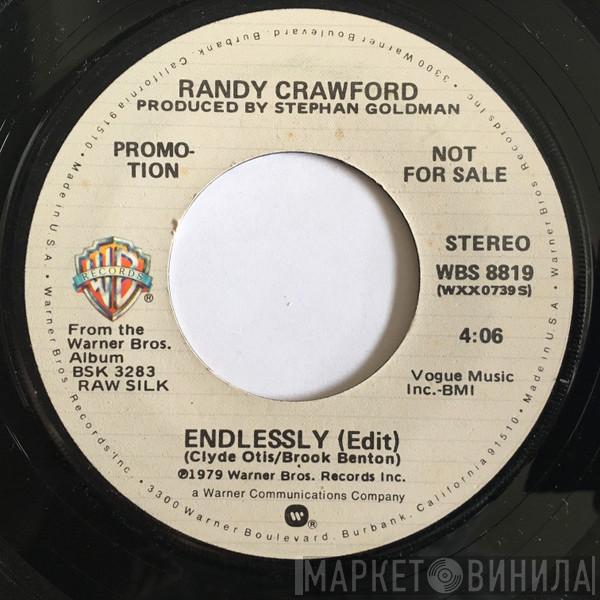 RANDY CRAWFORD
PRODUCED BY STEPHAN GOLDMAN
PROMO-
TION
NOT
FOR SALE
RECORDS
®
STEREO
WBS 8819
(WXX0739S)
From the
Warner Bros.
Album
BSK 3283
RAW SILK
4:06
Vogue Music
Inc.-BMI
ENDLESSLY (Edit)
(Clyde Otis/Brook Benton)
℗1979 Warner Bros. Records Inc.
a Warner Communications Company
®
Warner Bros. Records Inc. • 3300 Warner Boulevard, Burbank, California 91510 • Made in U.S.A. • Warner Bros. Records Inc. • 3300 Warner Boulevard, Burbank, California 91510 • Made in U.S.A. •
МАРКЕТ ВИНИЛА